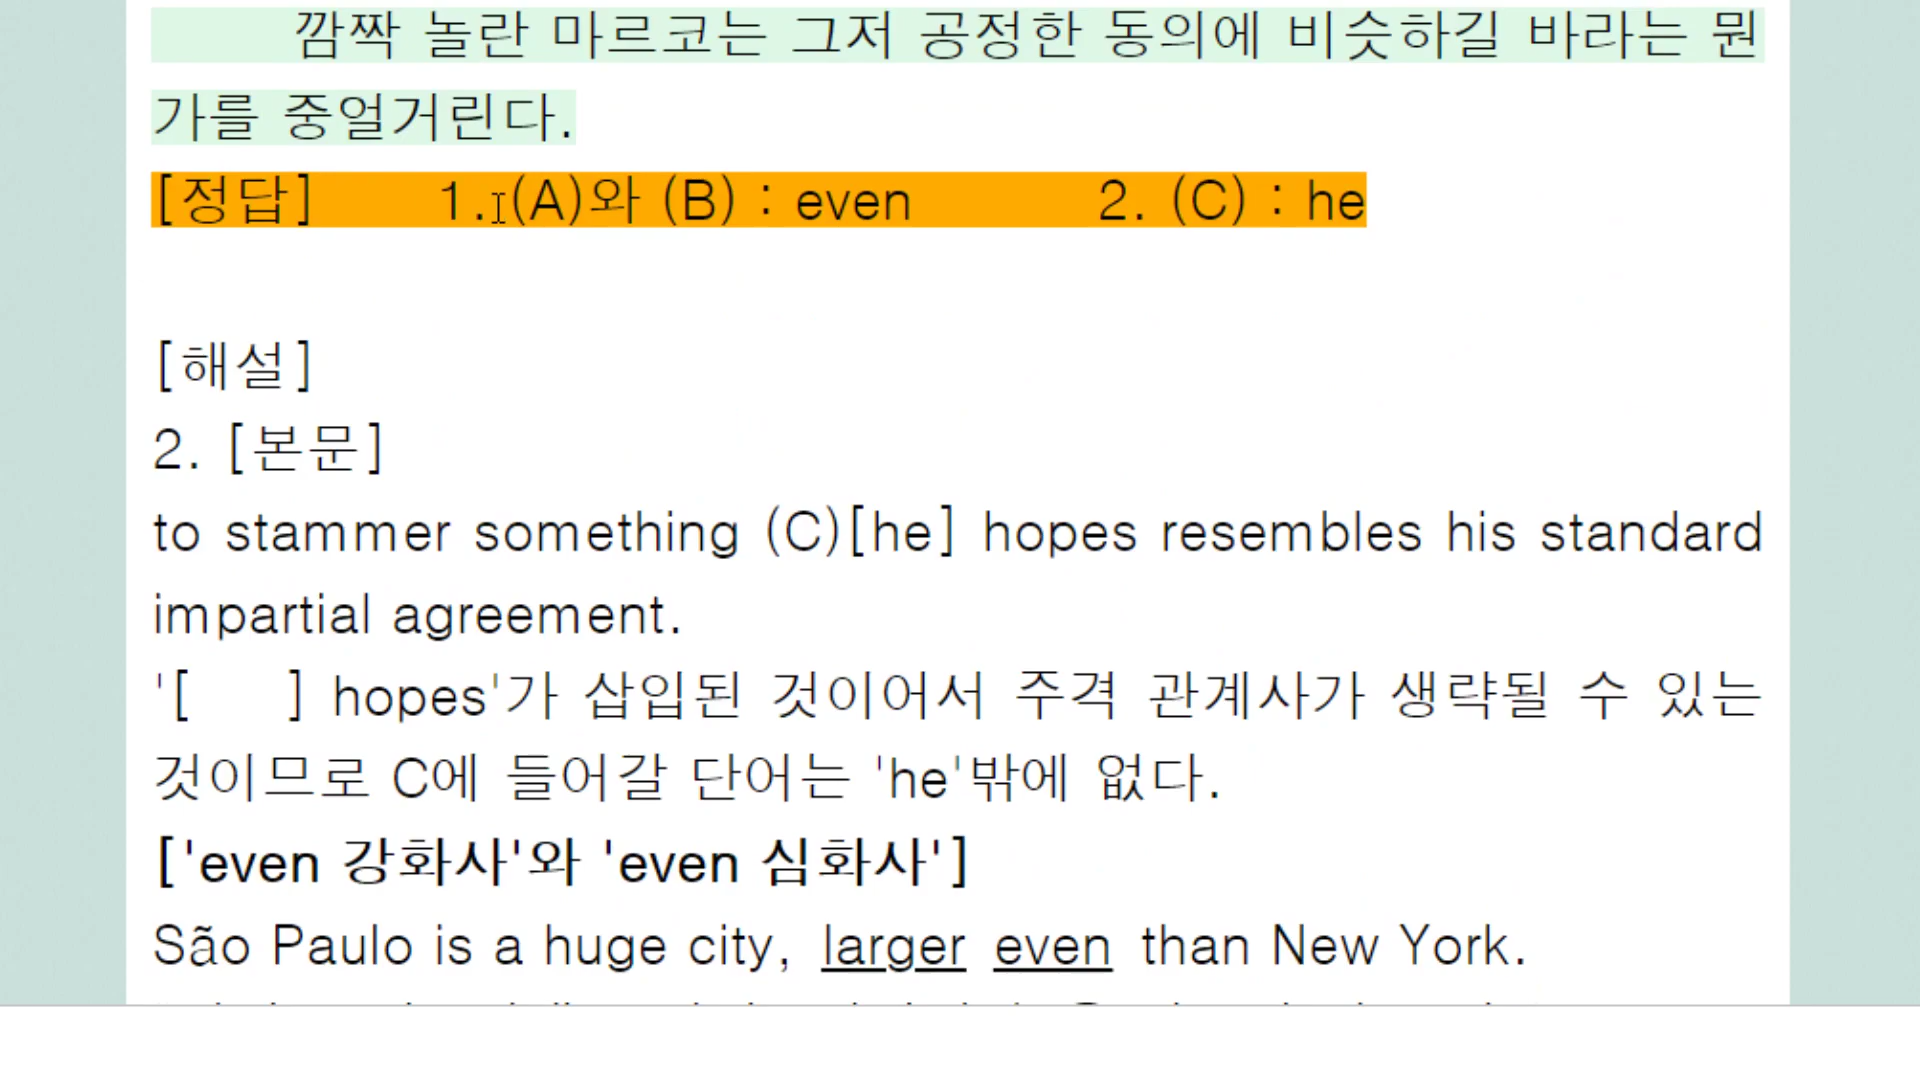 깜짝 놀란 마르코는 그저 공정한 동의에 비슷하길 바라는 뭔
가를 중얼거린다.
[정답] 1. (A)와 (B) : even 2. (C) : he
[해설]
2. [본문]
to stammer something (C)[he] hopes resembles his standard
impartial agreement.
'[ ] hopes'가 삽입된 것이어서 주격 관계사가 생략될 수 있는
것이므로 C에 들어갈 단어는 'he'밖에 없다.
['even 강화사'와 'even 심화사']
São Paulo is a huge city, larger even than New York.